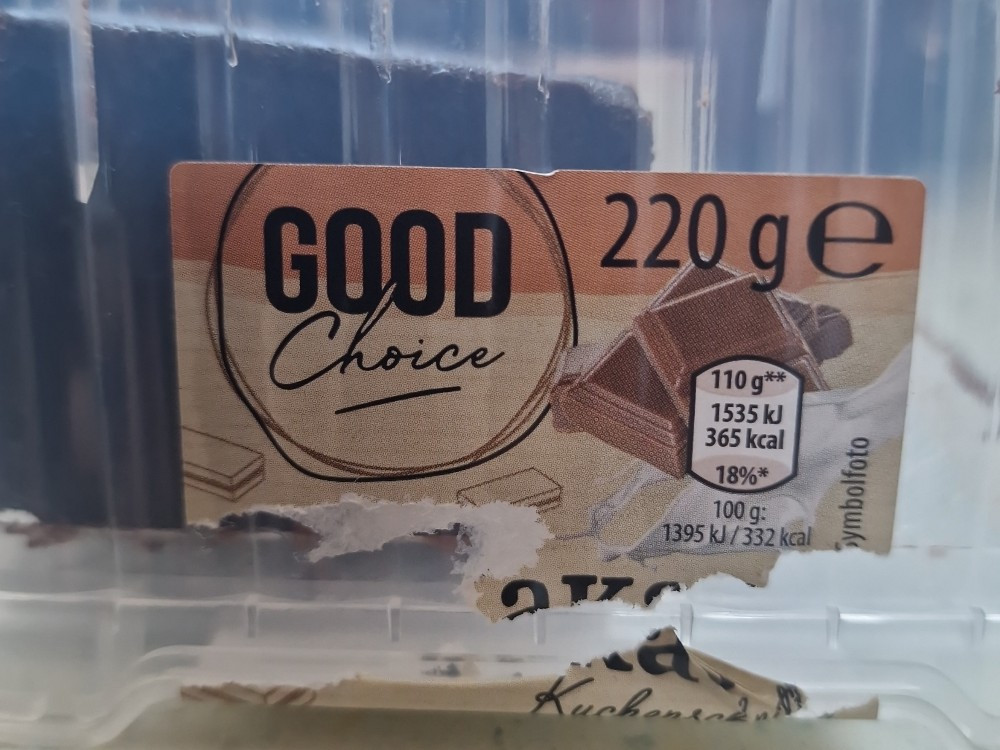 GOOD
Choice
220 g e
110 g**
1535 kJ
365 kcal
18%*
100 g:
1395 kJ / 332 kcal
Symbolfoto